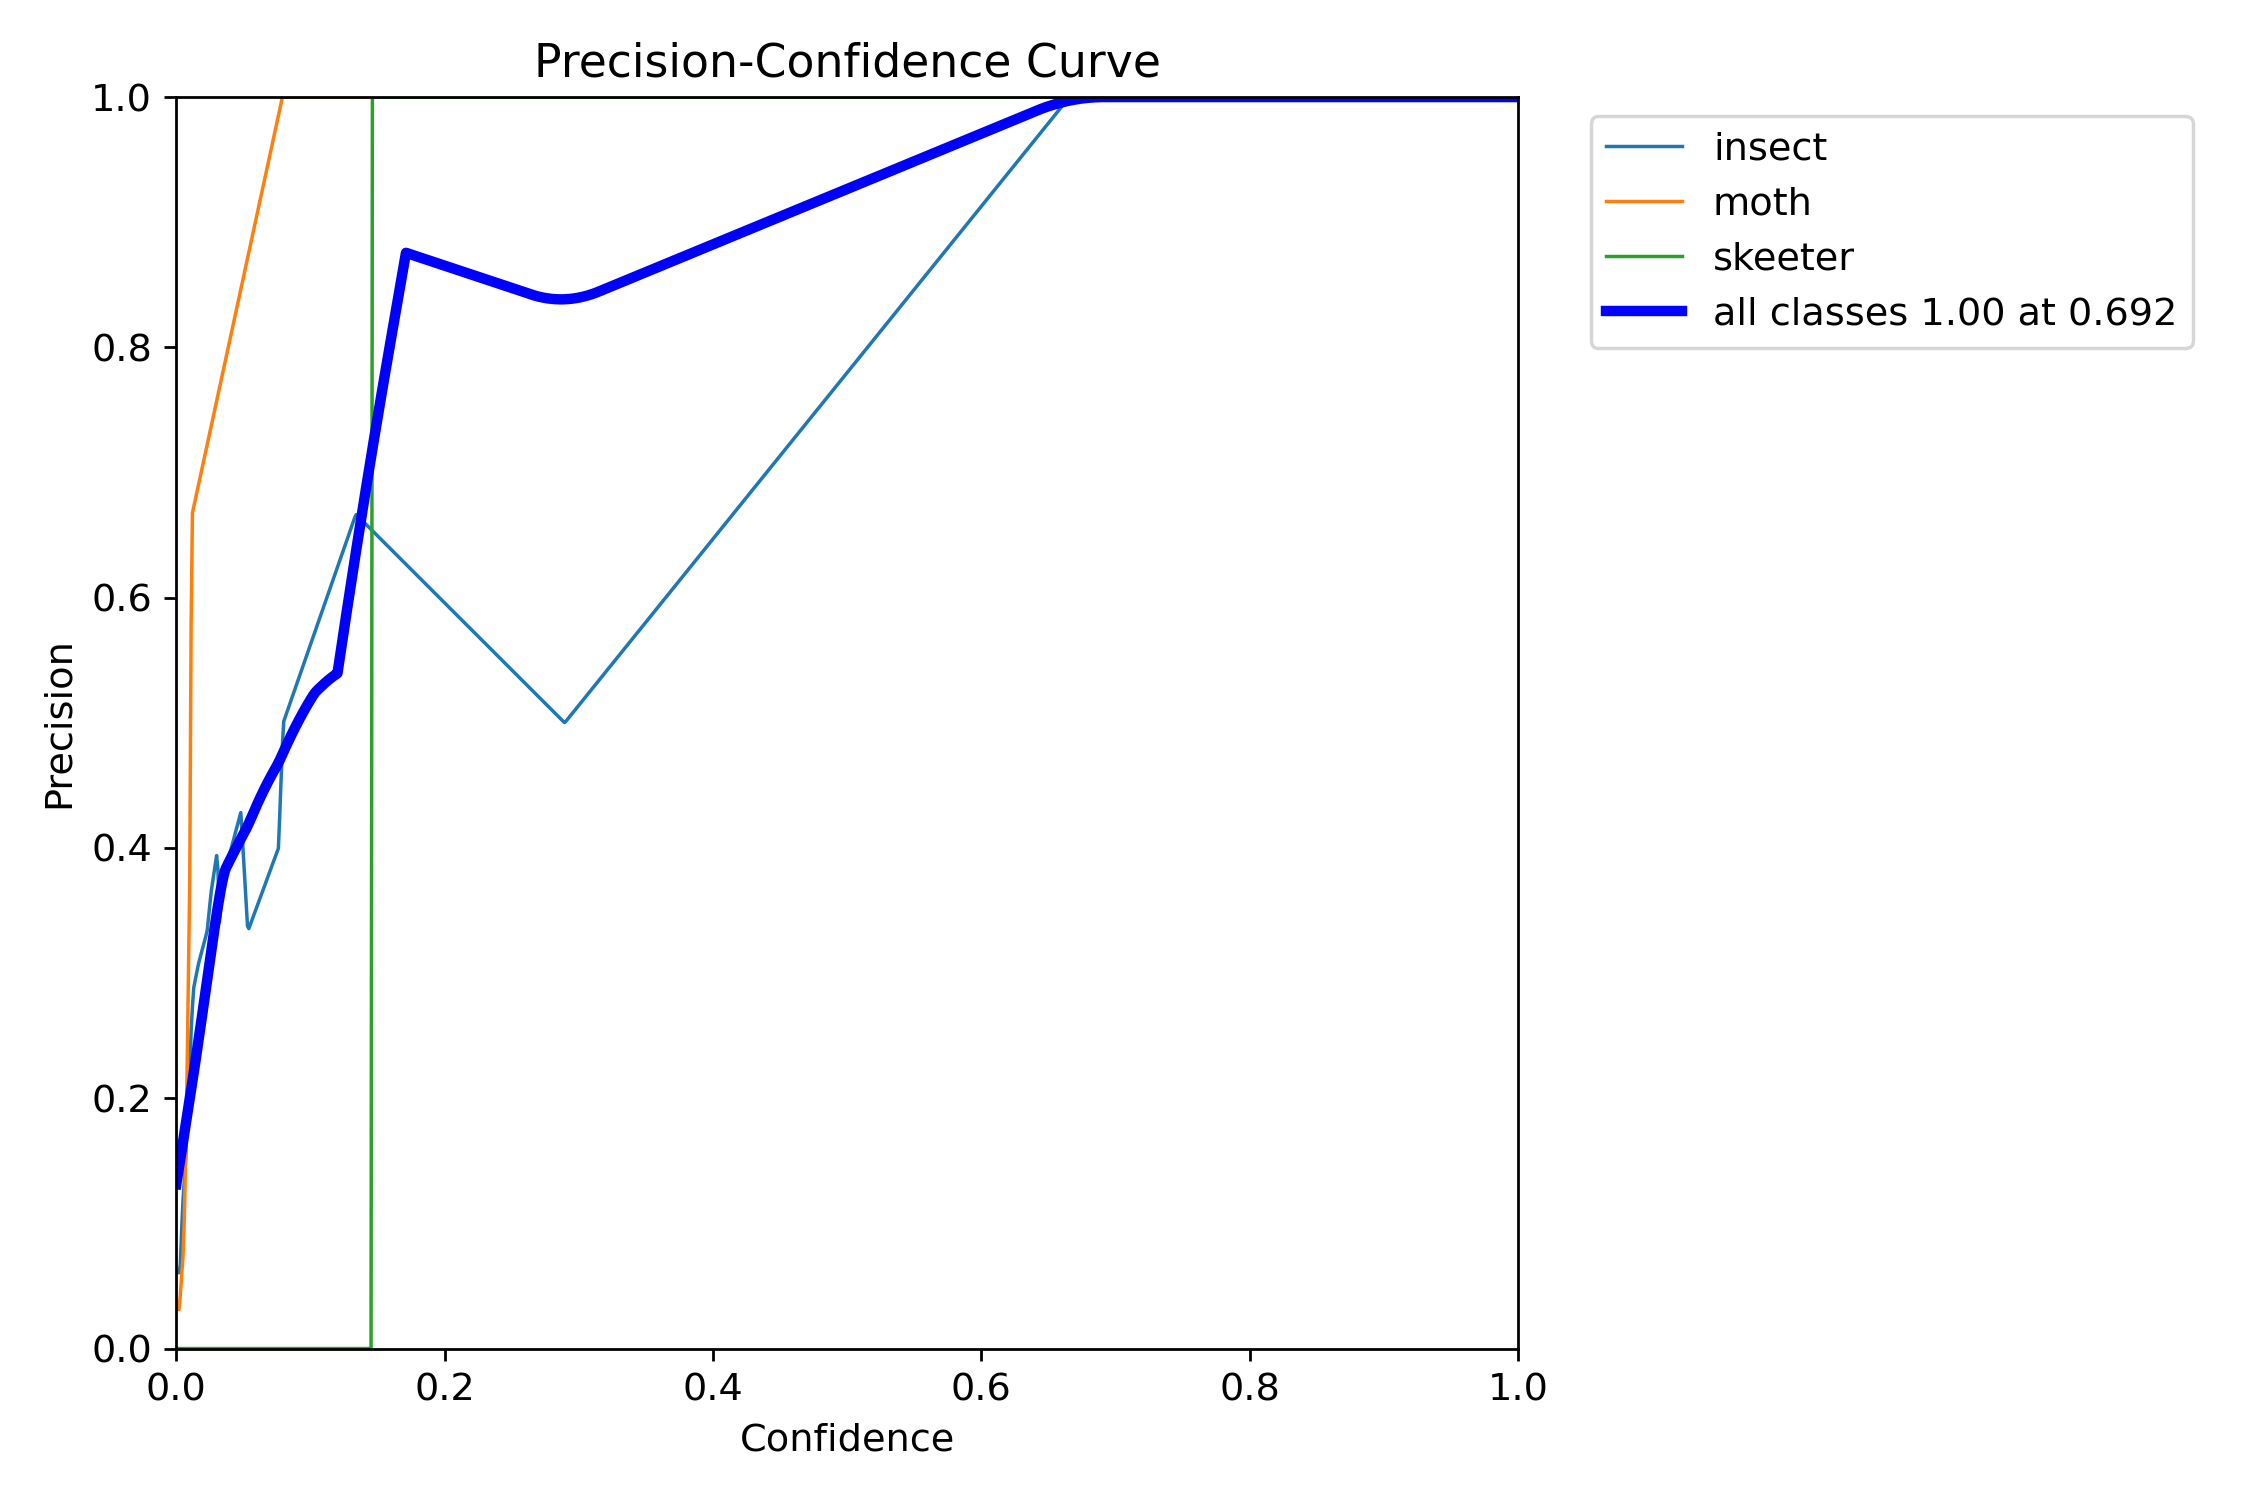 Precision-Confidence Curve
1.0
0.8
0.6
0.4
0.2
0.0
Precision
0.0 0.2 0.4 0.6 0.8 1.0
Confidence
insect
moth
skeeter
all classes 1.00 at 0.692